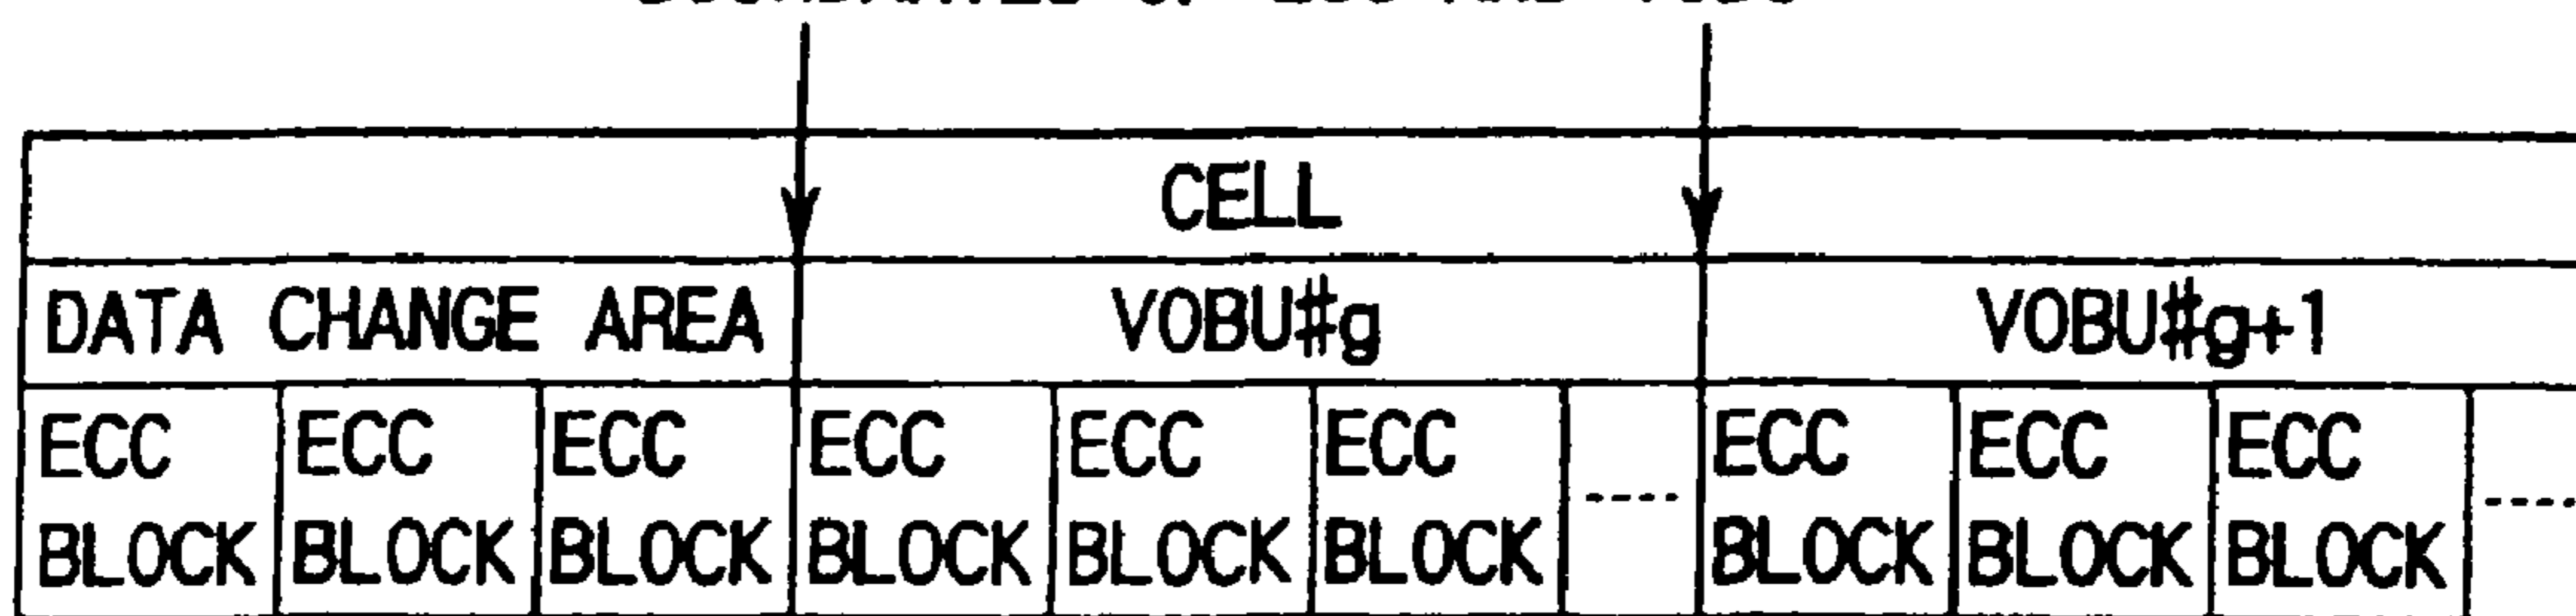 CELL
DATA CHANGE AREA VOBU#g VOBU#g+1
ECC ECC ECC ECC ECC ECC ECC ECC ECC
BLOCK BLOCK BLOCK BLOCK BLOCK BLOCK ---- BLOCK BLOCK BLOCK ----